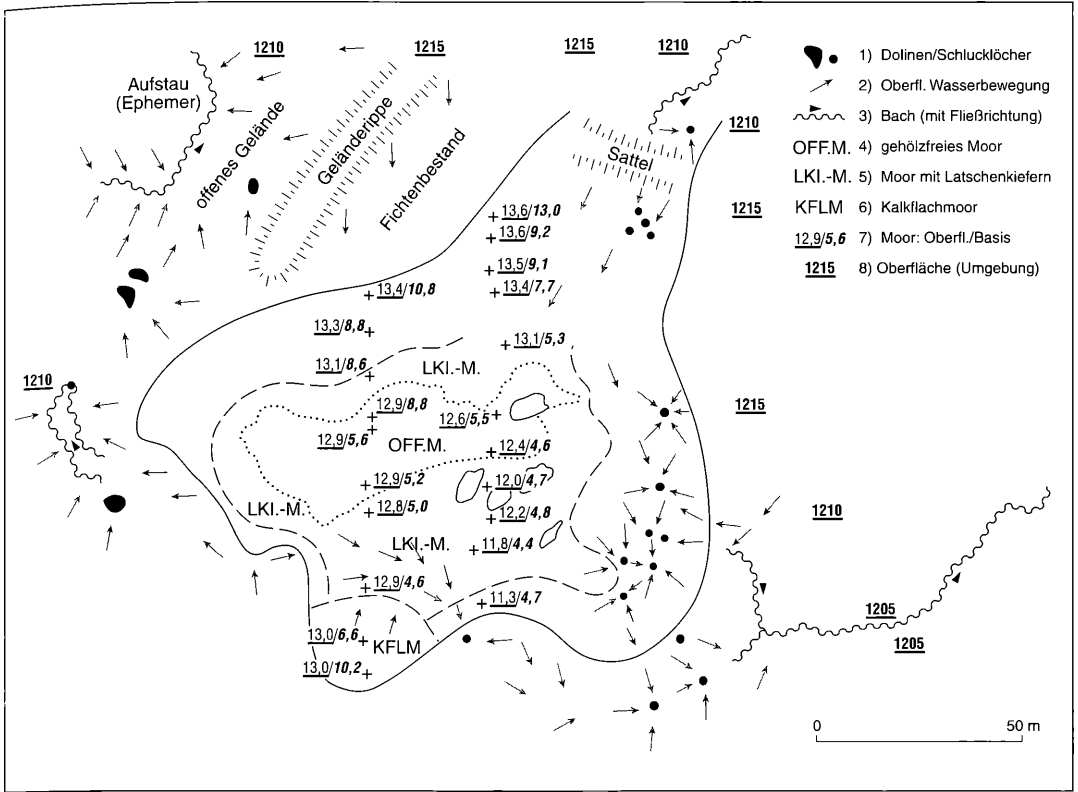 1210
1215
1215
1210
Aufstau
(Ephemer)
offenes Gelände
Geländerippe
Fichtenbestand
Sattel
1210
1215
1215
1) Dolinen/Schlucklöcher
2) Oberfl. Wasserbewegung
3) Bach (mit Fließrichtung)
OFF.M. 4) gehölzfreies Moor
LKI.-M. 5) Moor mit Latschenkiefern
KFLM 6) Kalkflachmoor
12,9/5,6 7) Moor: Oberfl./Basis
1215 8) Oberfläche (Umgebung)
13,6/13,0
13,6/9,2
13,5/9,1
13,4/10,8
13,4/7,7
13,3/8,8
13,1/5,3
13,1/8,6
LKI.-M.
1210
12,9/8,8
12,6/5,5
12,9/5,6
OFF.M.
12,4/4,6
12,9/5,2
12,0/4,7
LKI.-M.
12,8/5,0
12,2/4,8
1210
LKI.-M.
11,8/4,4
12,9/4,6
11,3/4,7
1205
1205
13,0/6,6
KFLM
13,0/10,2
0 50 m